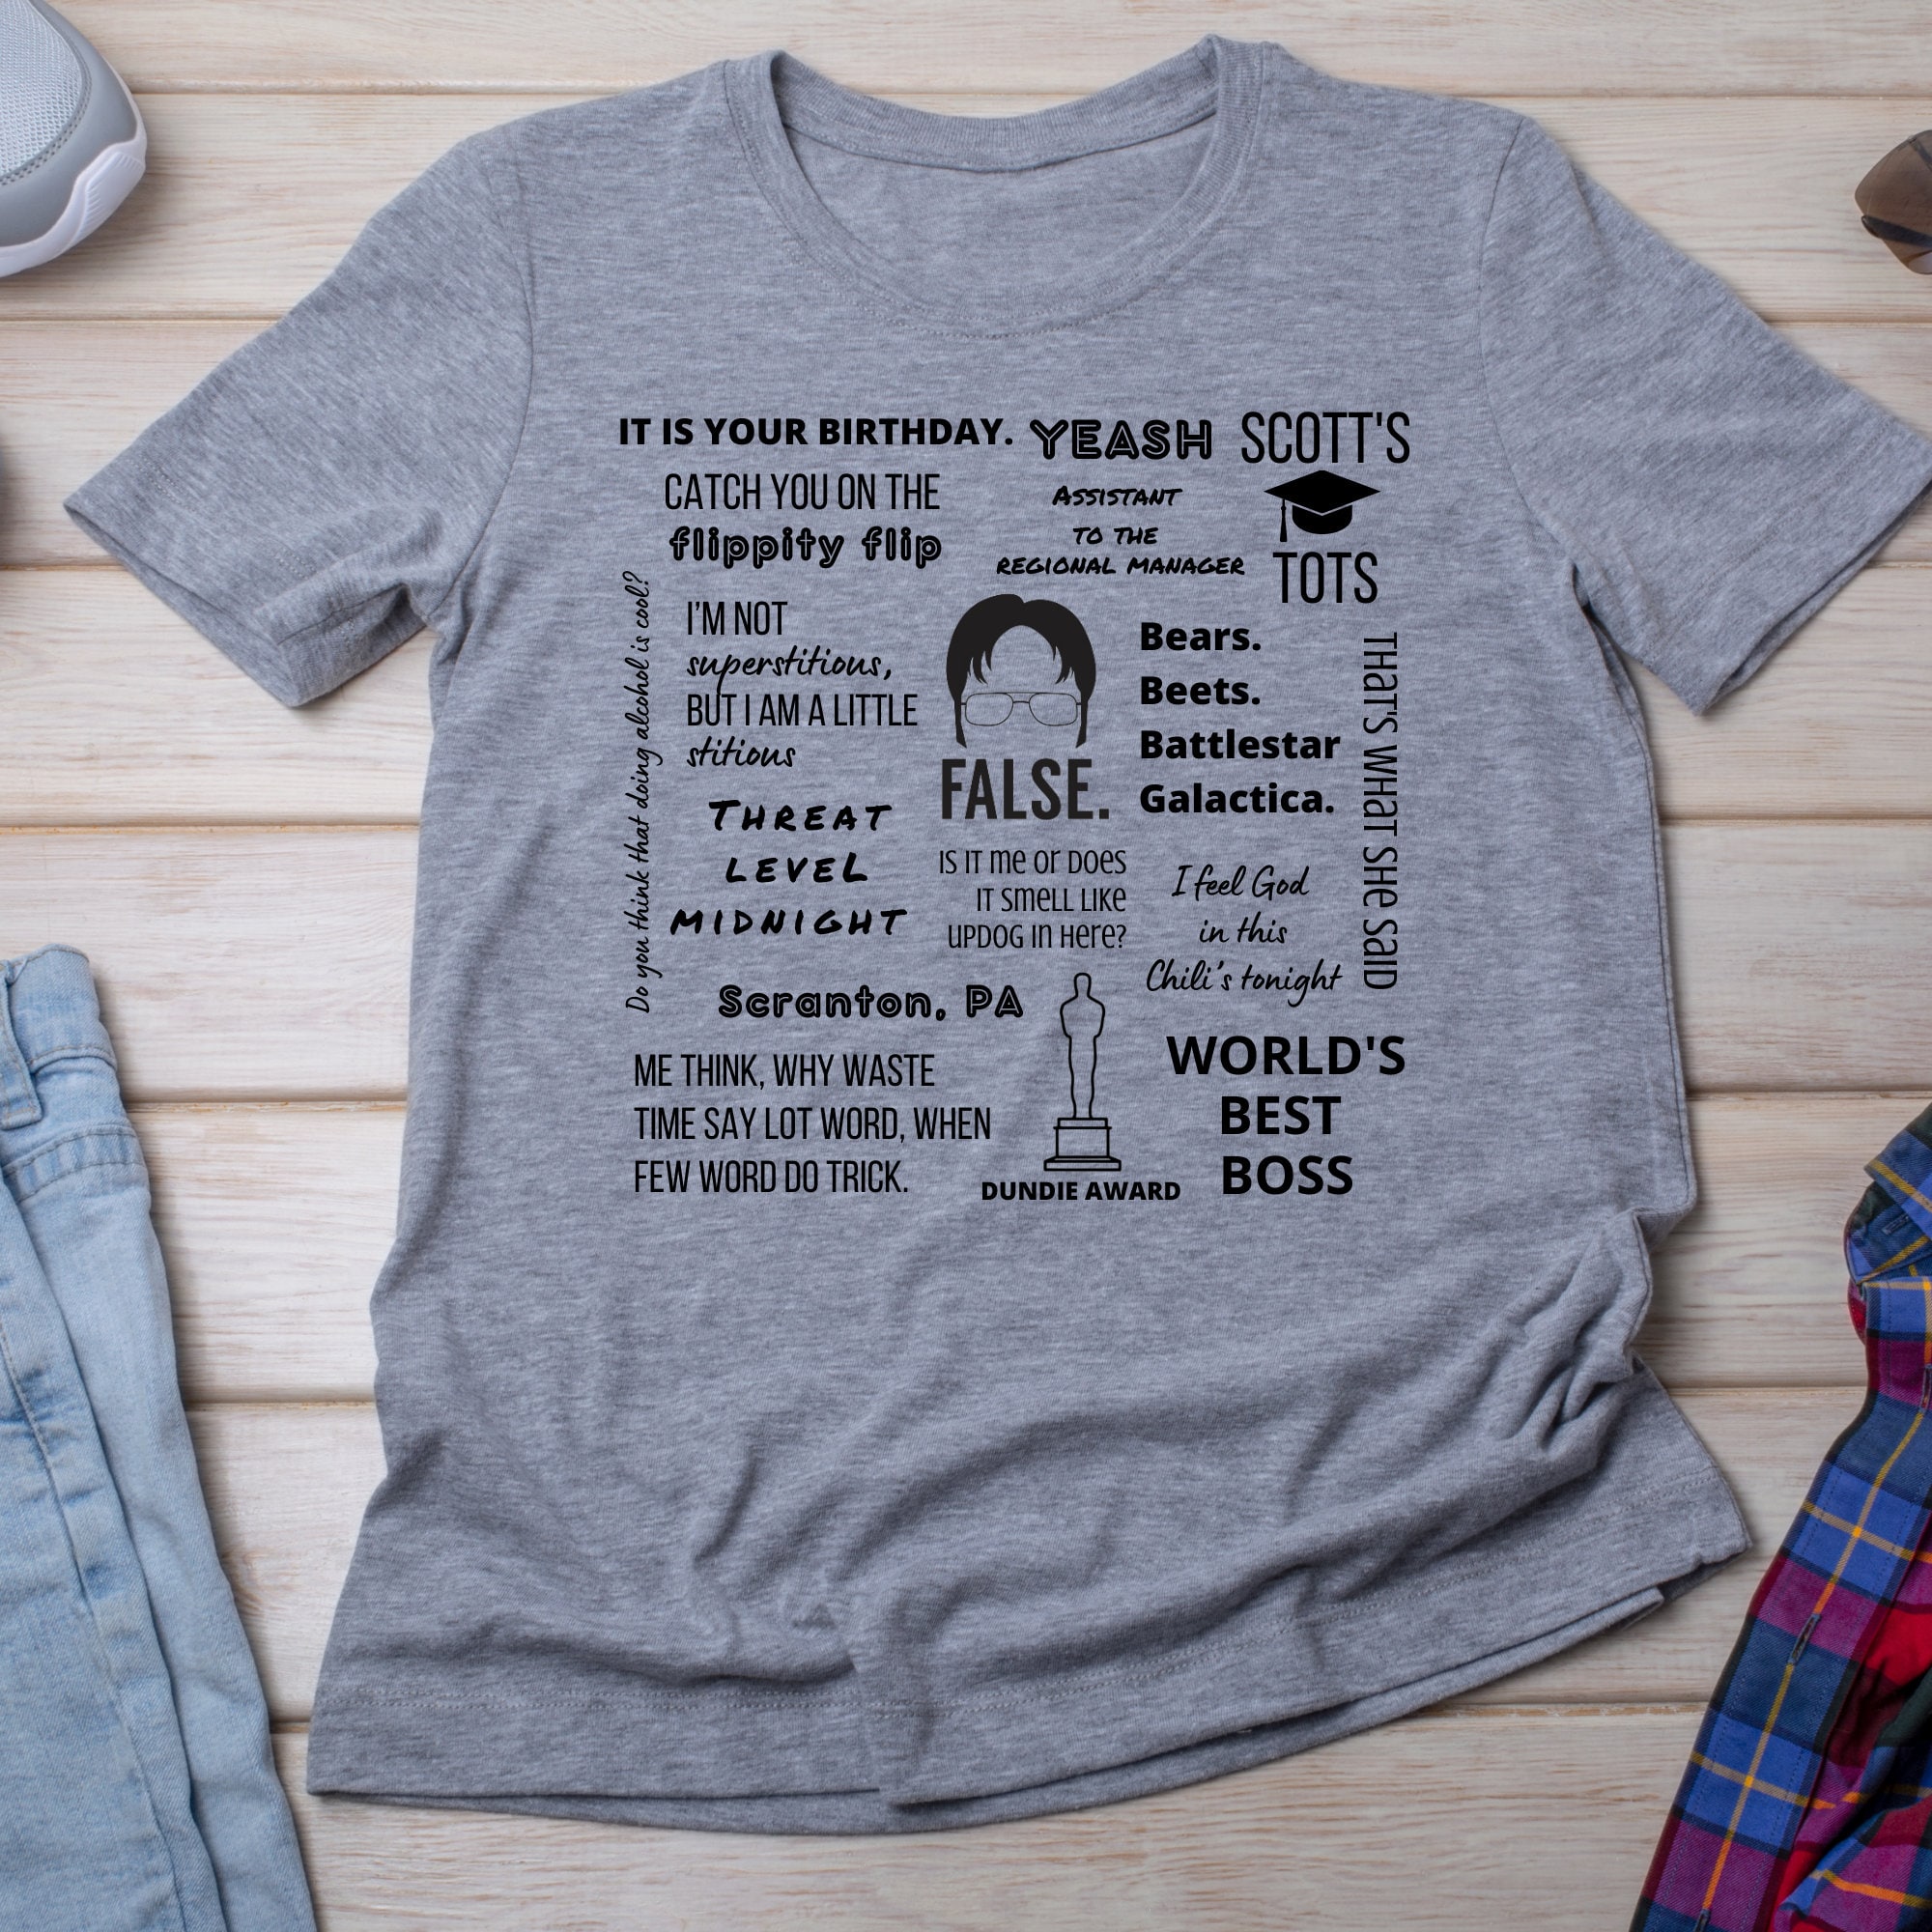 IT IS YOUR BIRTHDAY.
YEASH
SCOTT'S
TOTS
CATCH YOU ON THE
flippity flip
ASSISTANT
TO THE
REGIONAL MANAGER
Do you think that doing alcohol is cool?
I'M NOT
superstitious,
BUT I AM A LITTLE
stitious
FALSE.
Bears.
Beets.
Battlestar
Galactica.
THAT'S WHAT SHE SAID
THREAT
LEVEL
MIDNIGHT
IS IT me OR DOES
IT SMELL LIKE
UPDOG IN HERE?
I feel God
in this
Chili's tonight
Scranton, PA
ME THINK, WHY WASTE
TIME SAY LOT WORD, WHEN
FEW WORD DO TRICK.
DUNDIE AWARD
WORLD'S
BEST
BOSS